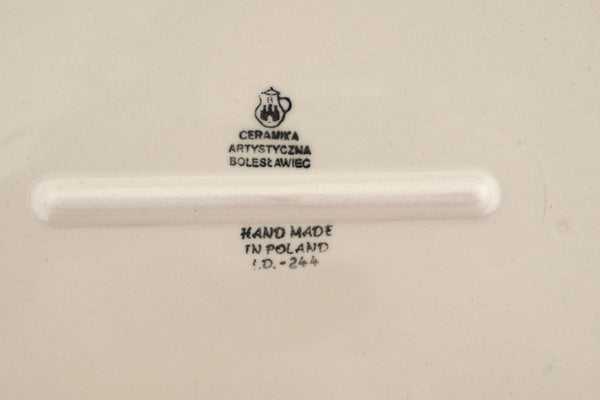 B
CERAMIKA
ARTYSTYCZNA
BOLESŁAWIEC
HAND MADE
IN POLAND
I.D.-244